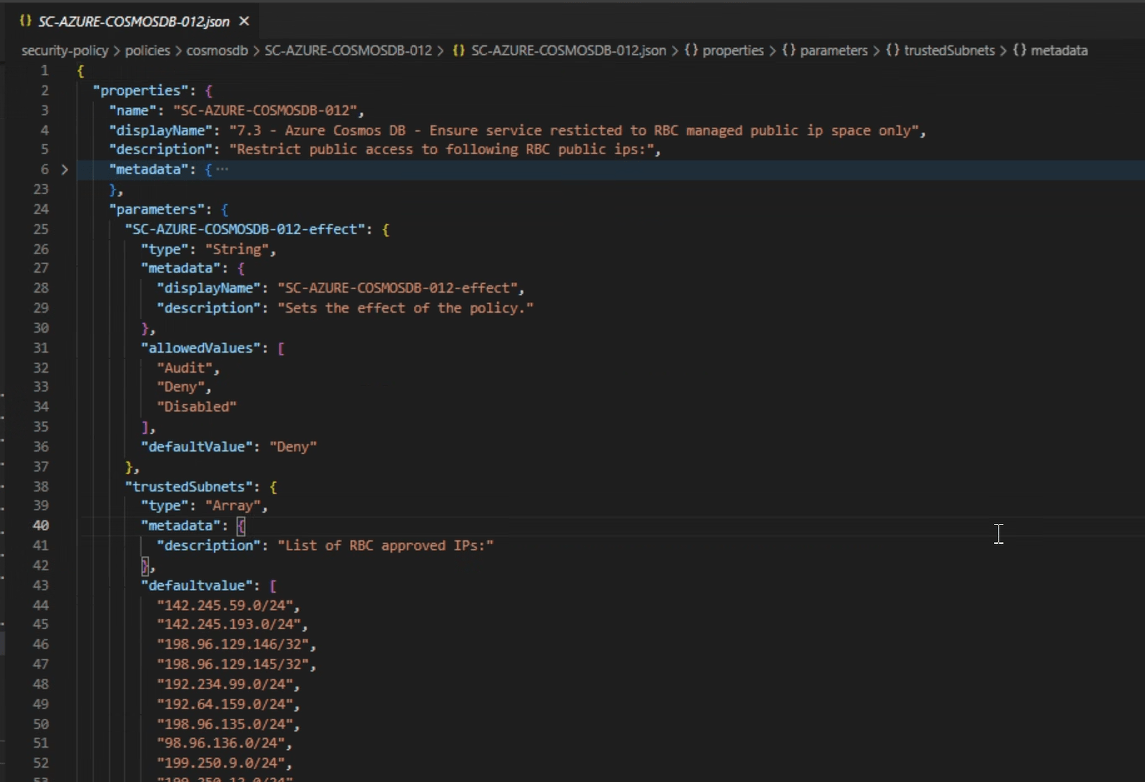 {} SC-AZURE-COSMOSDB-012.json ×
security-policy > policies > cosmosdb > SC-AZURE-COSMOSDB-012 > {} SC-AZURE-COSMOSDB-012.json > {} properties > {} parameters > {} trustedSubnets > {} metadata
1 {
2 "properties": {
3 "name": "SC-AZURE-COSMOSDB-012",
4 "displayName": "7.3 - Azure Cosmos DB - Ensure service resticted to RBC managed public ip space only",
5 "description": "Restrict public access to following RBC public ips:",
6 > "metadata": { ···
23 },
24 "parameters": {
25 "SC-AZURE-COSMOSDB-012-effect": {
26 "type": "String",
27 "metadata": {
28 "displayName": "SC-AZURE-COSMOSDB-012-effect",
29 "description": "Sets the effect of the policy."
30 },
31 "allowedValues": [
32 "Audit",
33 "Deny",
34 "Disabled"
35 ],
36 "defaultValue": "Deny"
37 },
38 "trustedSubnets": {
39 "type": "Array",
40 "metadata": {
41 "description": "List of RBC approved IPs:"
42 },
43 "defaultvalue": [
44 "142.245.59.0/24",
45 "142.245.193.0/24",
46 "198.96.129.146/32",
47 "198.96.129.145/32",
48 "192.234.99.0/24",
49 "192.64.159.0/24",
50 "198.96.135.0/24",
51 "98.96.136.0/24",
52 "199.250.9.0/24",
53